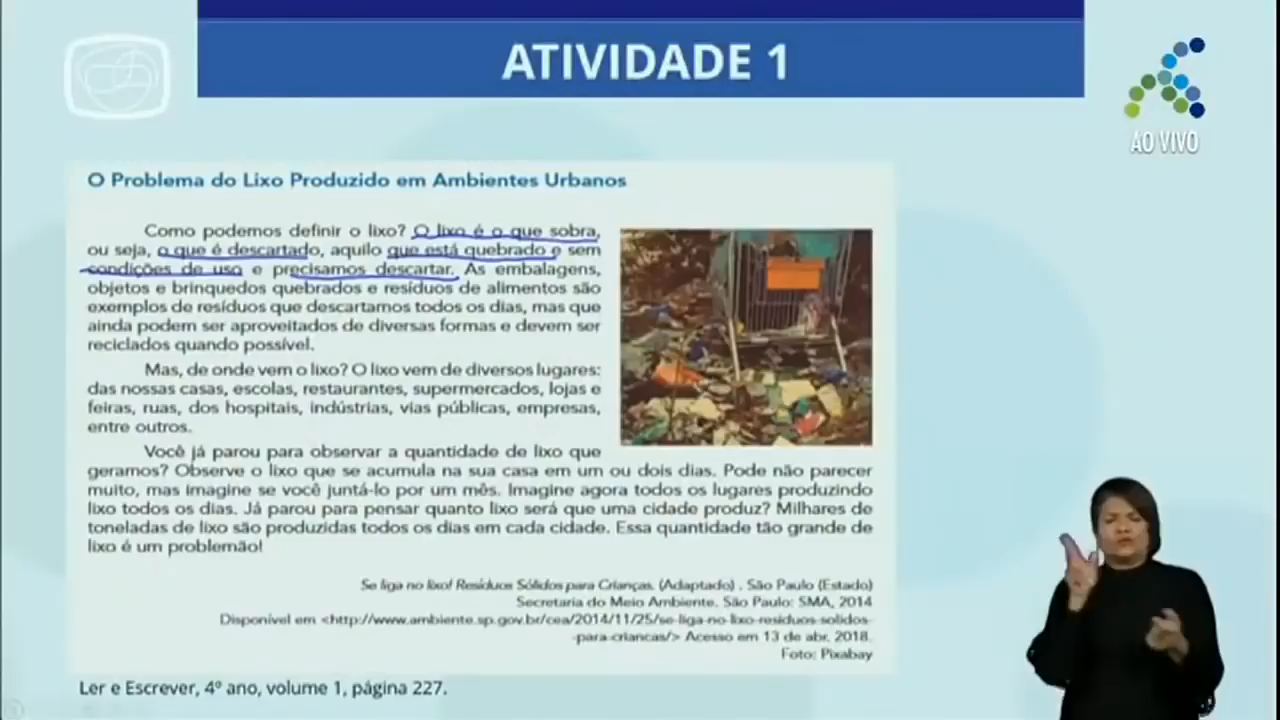 ATIVIDADE 1
AO VIVO
O Problema do Lixo Produzido em Ambientes Urbanos
Como podemos definir o lixo? O lixo é o que sobra,
ou seja, o que é descartado, aquilo que está quebrado e sem
condições de uso e precisamos descartar. As embalagens,
objetos e brinquedos quebrados e resíduos de alimentos são
exemplos de resíduos que descartamos todos os dias, mas que
ainda podem ser aproveitados de diversas formas e devem ser
reciclados quando possível.
Mas, de onde vem o lixo? O lixo vem de diversos lugares:
das nossas casas, escolas, restaurantes, supermercados, lojas e
feiras, ruas, dos hospitais, indústrias, vias públicas, empresas,
entre outros.
Você já parou para observar a quantidade de lixo que
geramos? Observe o lixo que se acumula na sua casa em um ou dois dias. Pode não parecer
muito, mas imagine se você juntá-lo por um mês. Imagine agora todos os lugares produzindo
lixo todos os dias. Já parou para pensar quanto lixo será que uma cidade produz? Milhares de
toneladas de lixo são produzidas todos os dias em cada cidade. Essa quantidade tão grande de
lixo é um problemão!
Se liga no lixo! Resíduos Sólidos para Crianças. (Adaptado) . São Paulo (Estado)
Secretaria do Meio Ambiente. São Paulo: SMA, 2014
Disponível em <http://www.ambiente.sp.gov.br/cea/2014/11/25/se-liga-no-lixo-residuos-solidos-
-para-criancas/> Acesso em 13 de abr. 2018.
Foto: Pixabay
Ler e Escrever, 4º ano, volume 1, página 227.